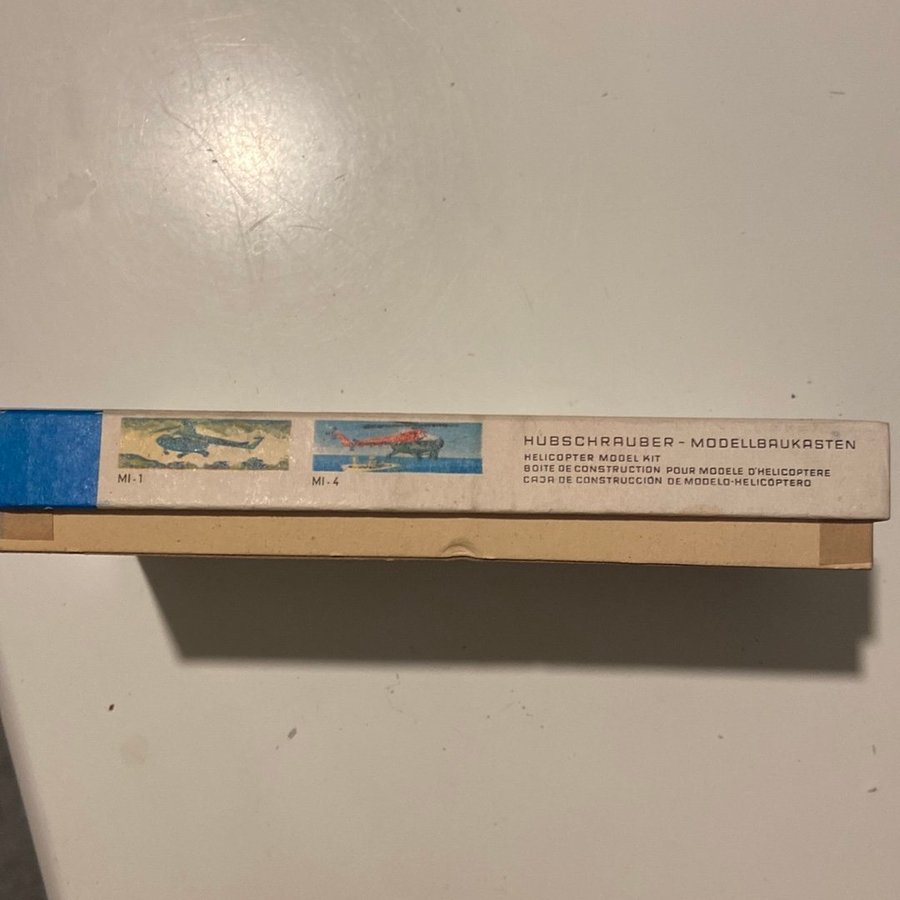 MI-1
MI-4
HUBSCHRAUBER - MODELLBAUKASTEN
HELICOPTER MODEL KIT
BOITE DE CONSTRUCTION POUR MODELE D'HELICOPTERE
CAJA DE CONSTRUCCIÓN DE MODELO-HELICÓPTERO